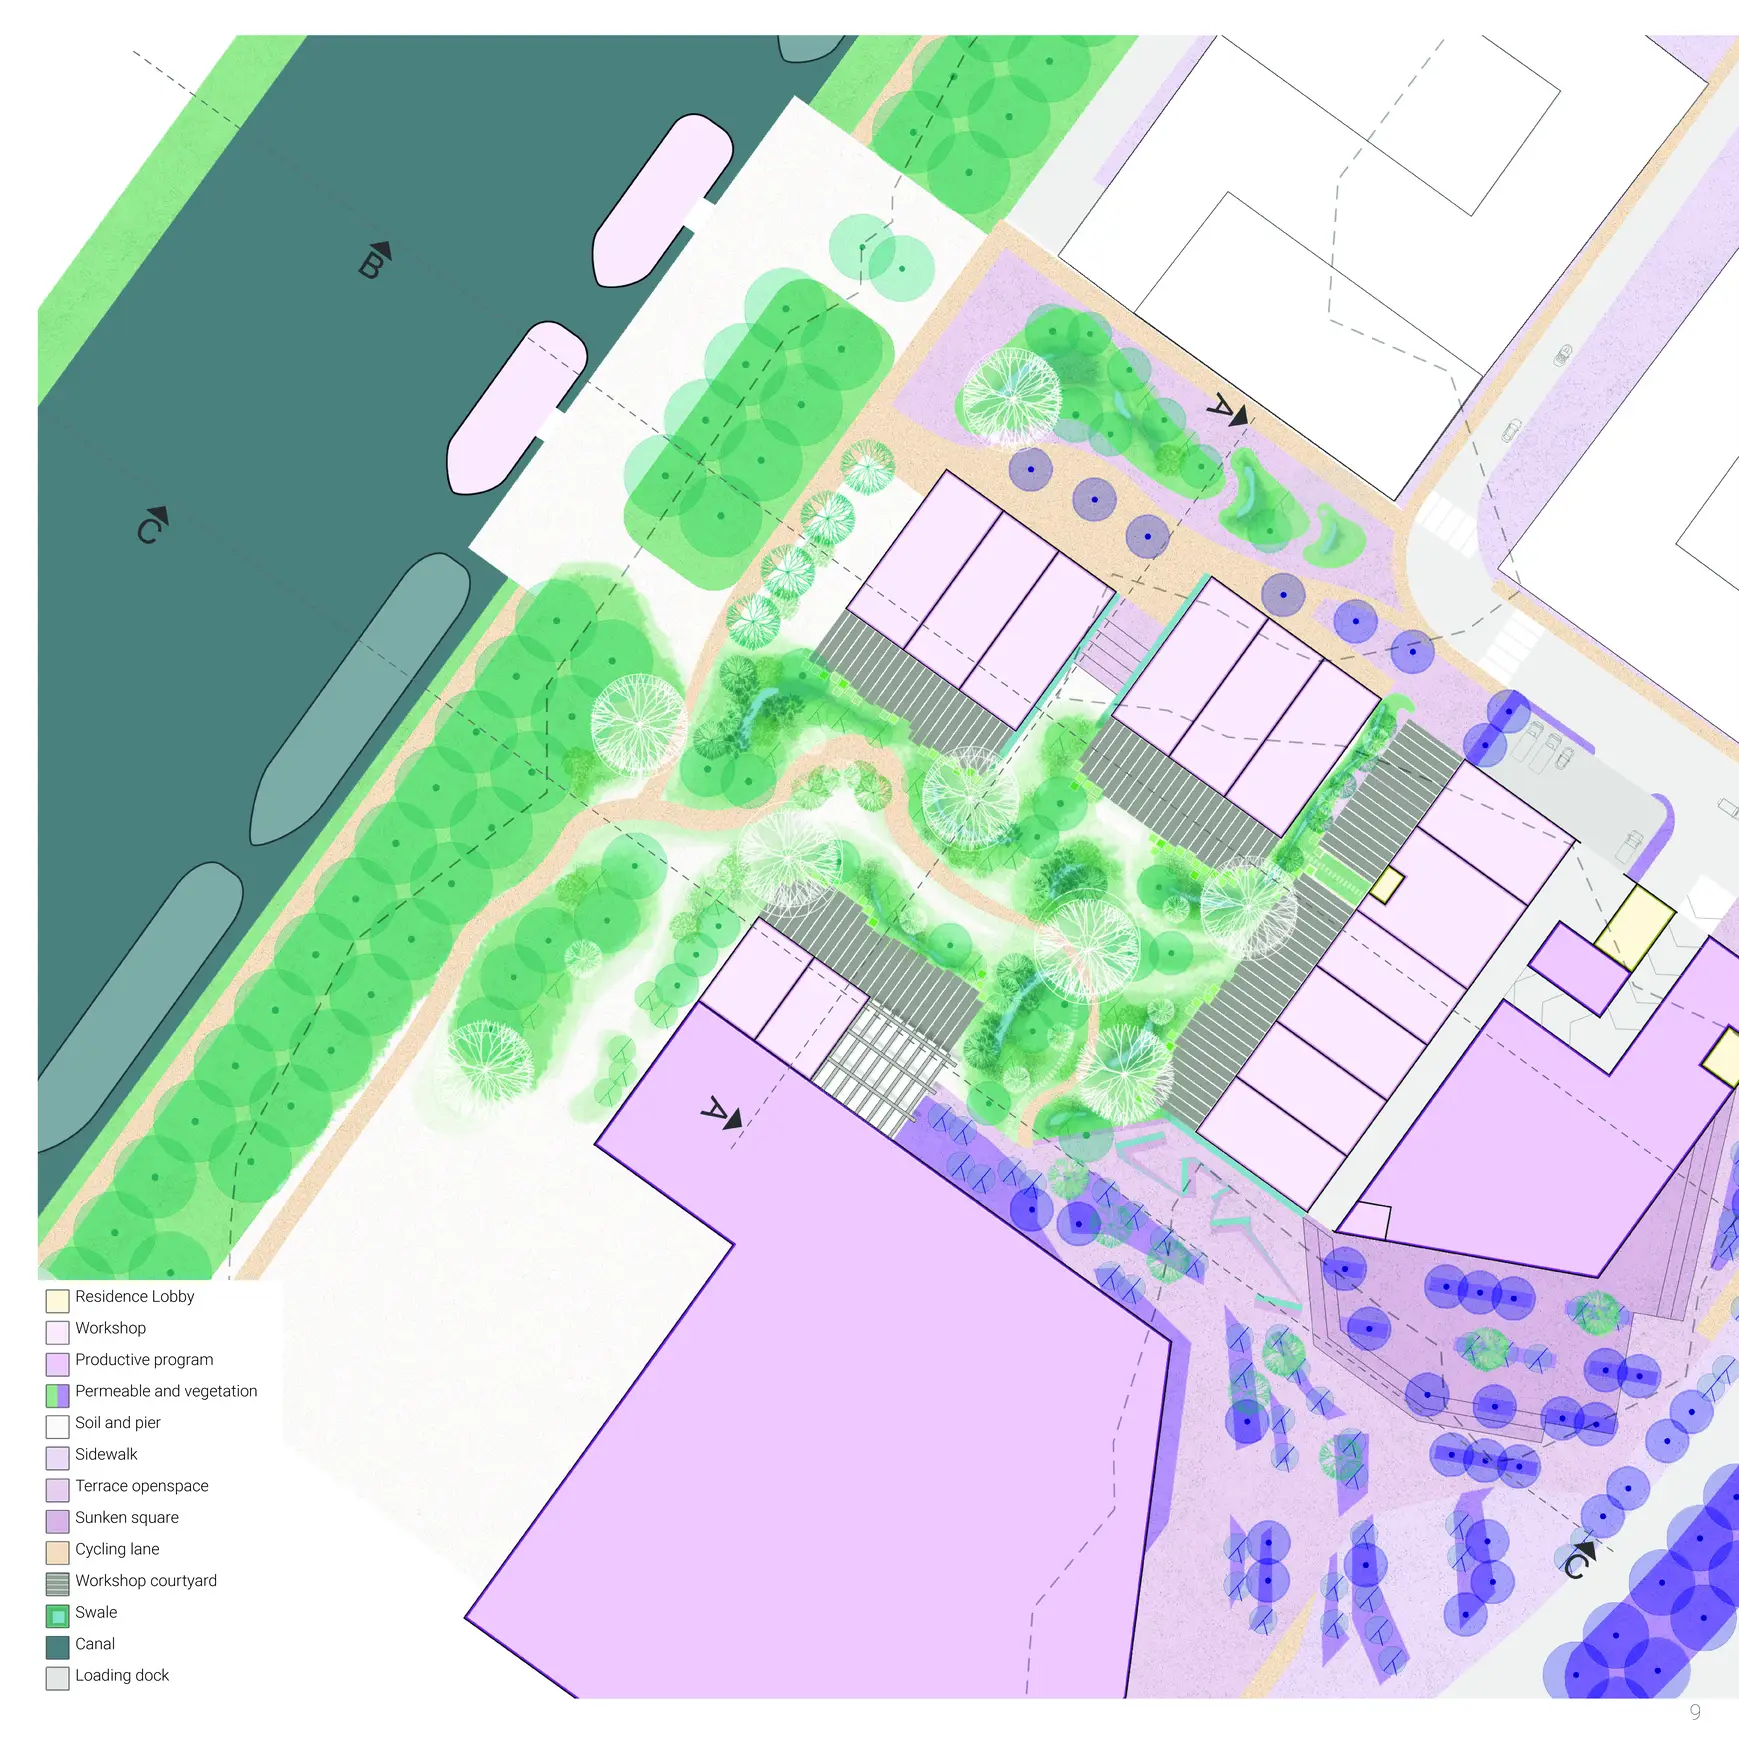 B
A
C
A
Residence Lobby
Workshop
Productive program
Permeable and vegetation
Soil and pier
Sidewalk
Terrace openspace
Sunken square
Cycling lane
Workshop courtyard
Swale
Canal
Loading dock
C
9